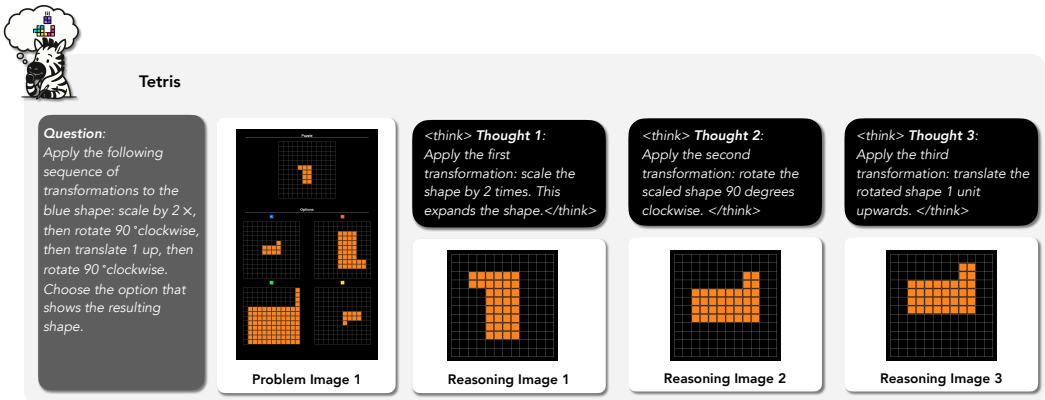 Tetris
Question:
Apply the following
sequence of
transformations to the
blue shape: scale by 2 ×,
then rotate 90 °clockwise,
then translate 1 up, then
rotate 90 °clockwise.
Choose the option that
shows the resulting
shape.
Puzzle
Options
Problem Image 1
<think> Thought 1:
Apply the first
transformation: scale the
shape by 2 times. This
expands the shape.</think>
Reasoning Image 1
<think> Thought 2:
Apply the second
transformation: rotate the
scaled shape 90 degrees
clockwise. </think>
Reasoning Image 2
<think> Thought 3:
Apply the third
transformation: translate the
rotated shape 1 unit
upwards. </think>
Reasoning Image 3